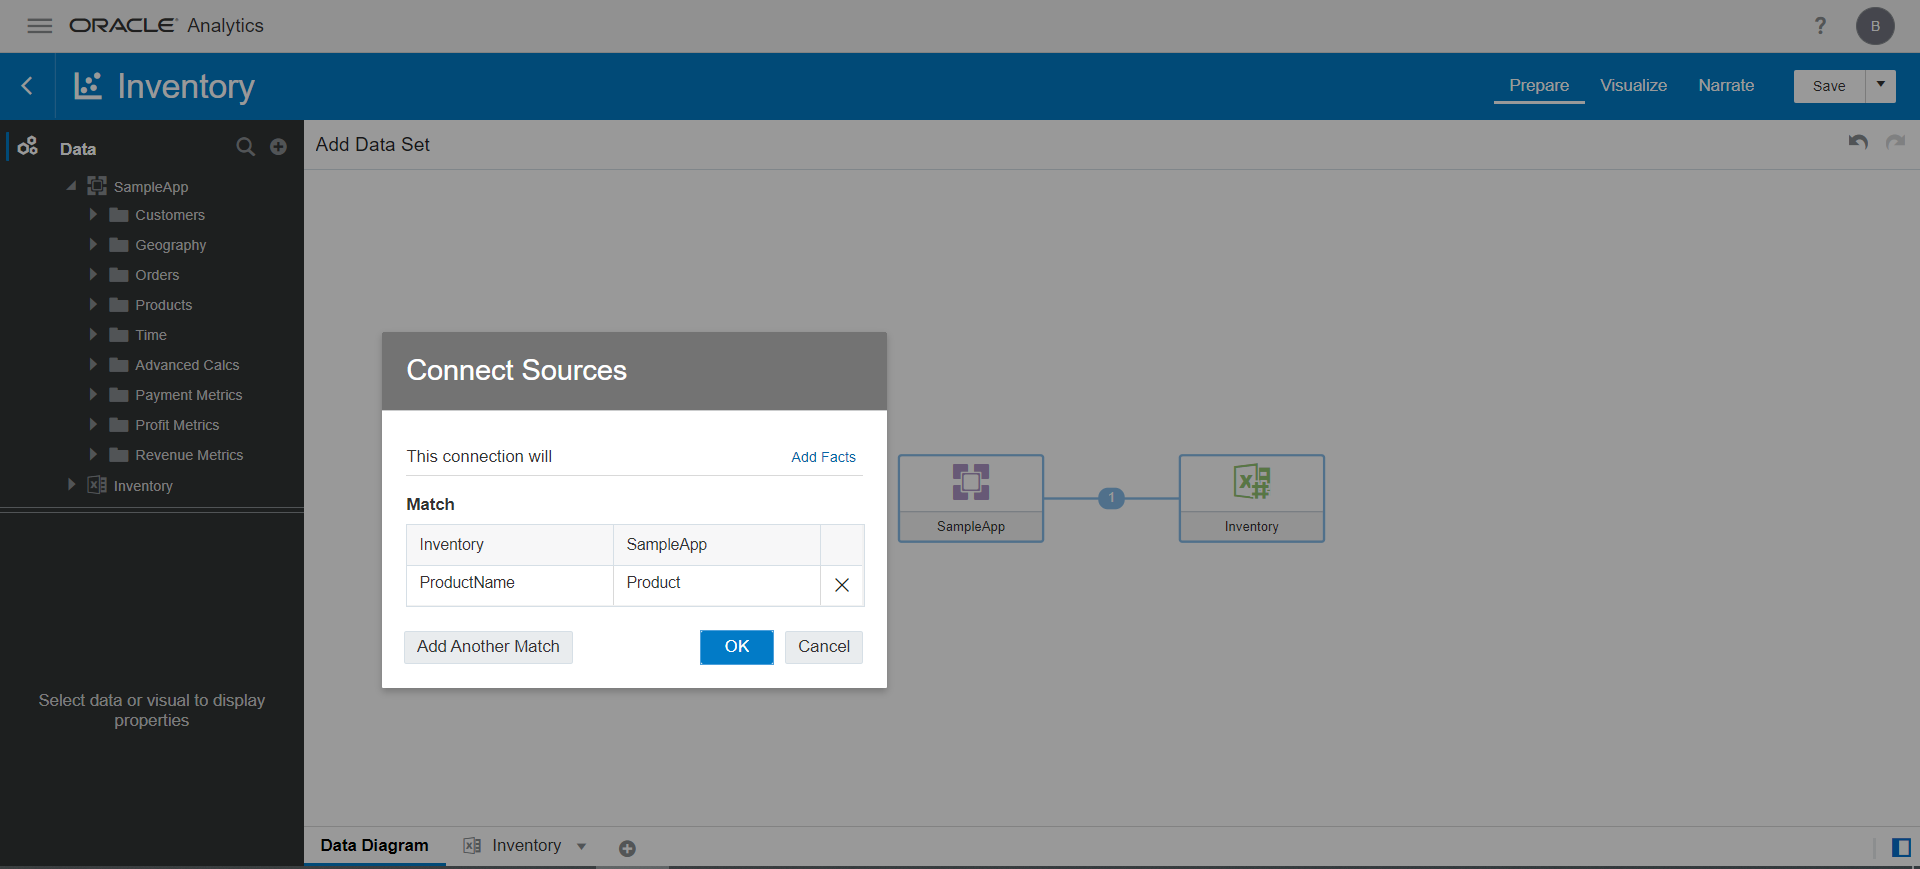 ORACLE Analytics
?
B
Inventory
Prepare
Visualize
Narrate
Save
Data
Add Data Set
SampleApp
Customers
Geography
Orders
Products
Time
Advanced Calcs
Payment Metrics
Profit Metrics
Revenue Metrics
Inventory
Select data or visual to display
properties
Connect Sources
This connection will
Add Facts
Match
Inventory
SampleApp
ProductName
Product
Add Another Match
OK
Cancel
SampleApp
1
Inventory
Data Diagram
Inventory